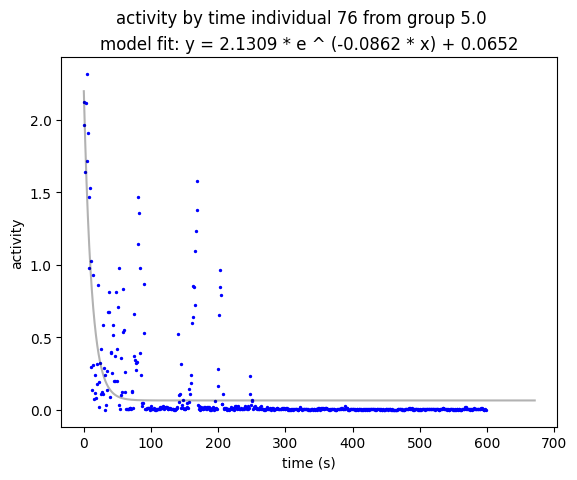 activity by time individual 76 from group 5.0
model fit: y = 2.1309 * e ^ (-0.0862 * x) + 0.0652
activity
2.0
1.5
1.0
0.5
0.0
0 100 200 300 400 500 600 700
time (s)